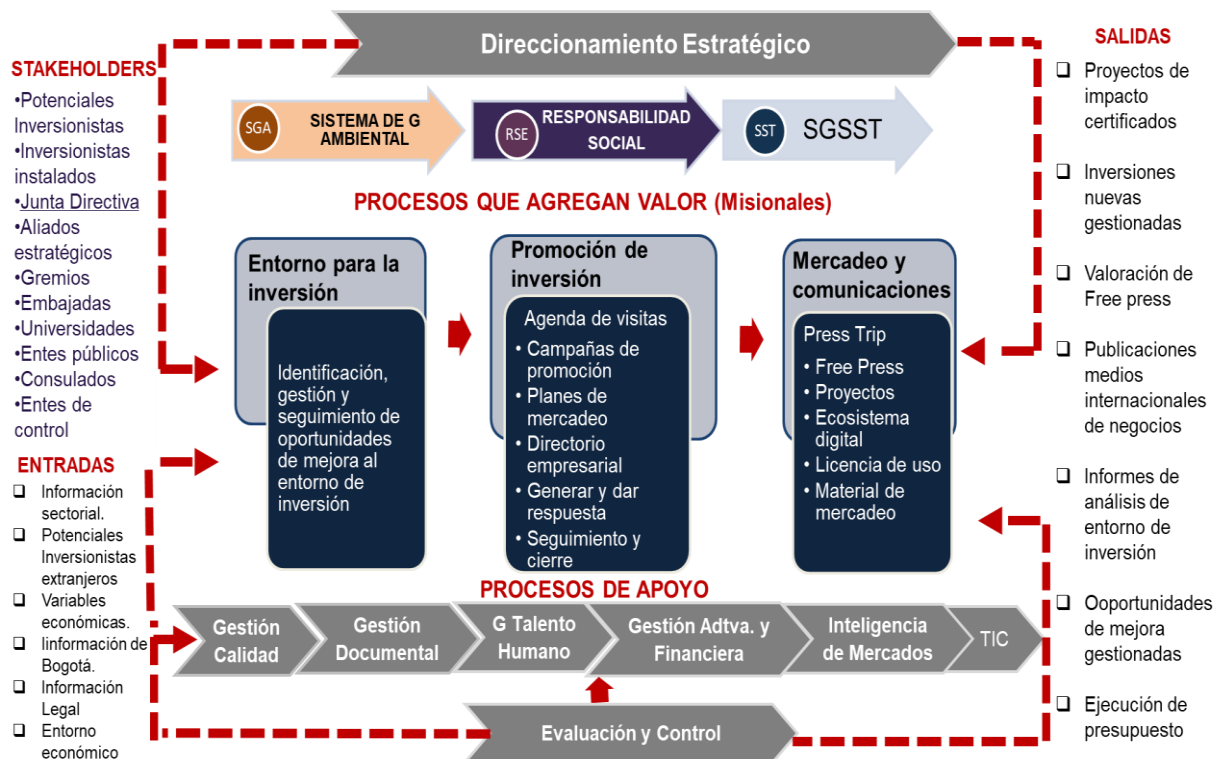 Direccionamiento Estratégico
STAKEHOLDERS
•Potenciales
Inversionistas
•Inversionistas
instalados
•Junta Directiva
•Aliados
estratégicos
•Gremios
•Embajadas
•Universidades
•Entes públicos
•Consulados
•Entes de
control
ENTRADAS
❑ Información
sectorial.
❑ Potenciales
Inversionistas
extranjeros
❑ Variables
económicas.
❑ Iinformación de
Bogotá.
❑ Información
Legal
❑ Entorno
económico
SGA
SISTEMA DE G
AMBIENTAL
RSE
RESPONSABILIDAD
SOCIAL
SST
SGSST
PROCESOS QUE AGREGAN VALOR (Misionales)
Entorno para la
inversión
Identificación,
gestión y
seguimiento de
oportunidades
de mejora al
entorno de
inversión
Promoción de
inversión
Agenda de visitas
• Campañas de
promoción
• Planes de
mercadeo
• Directorio
empresarial
• Generar y dar
respuesta
• Seguimiento y
cierre
Mercadeo y
comunicaciones
Press Trip
• Free Press
• Proyectos
• Ecosistema
digital
• Licencia de uso
• Material de
mercadeo
PROCESOS DE APOYO
Gestión
Calidad
Gestión
Documental
G Talento
Humano
Gestión Adtva. y
Financiera
Inteligencia
de Mercados
TIC
Evaluación y Control
SALIDAS
❑ Proyectos de
impacto
certificados
❑ Inversiones
nuevas
gestionadas
❑ Valoración de
Free press
❑ Publicaciones
medios
internacionales
de negocios
❑ Informes de
análisis de
entorno de
inversión
❑ Ooportunidades
de mejora
gestionadas
❑ Ejecución de
presupuesto